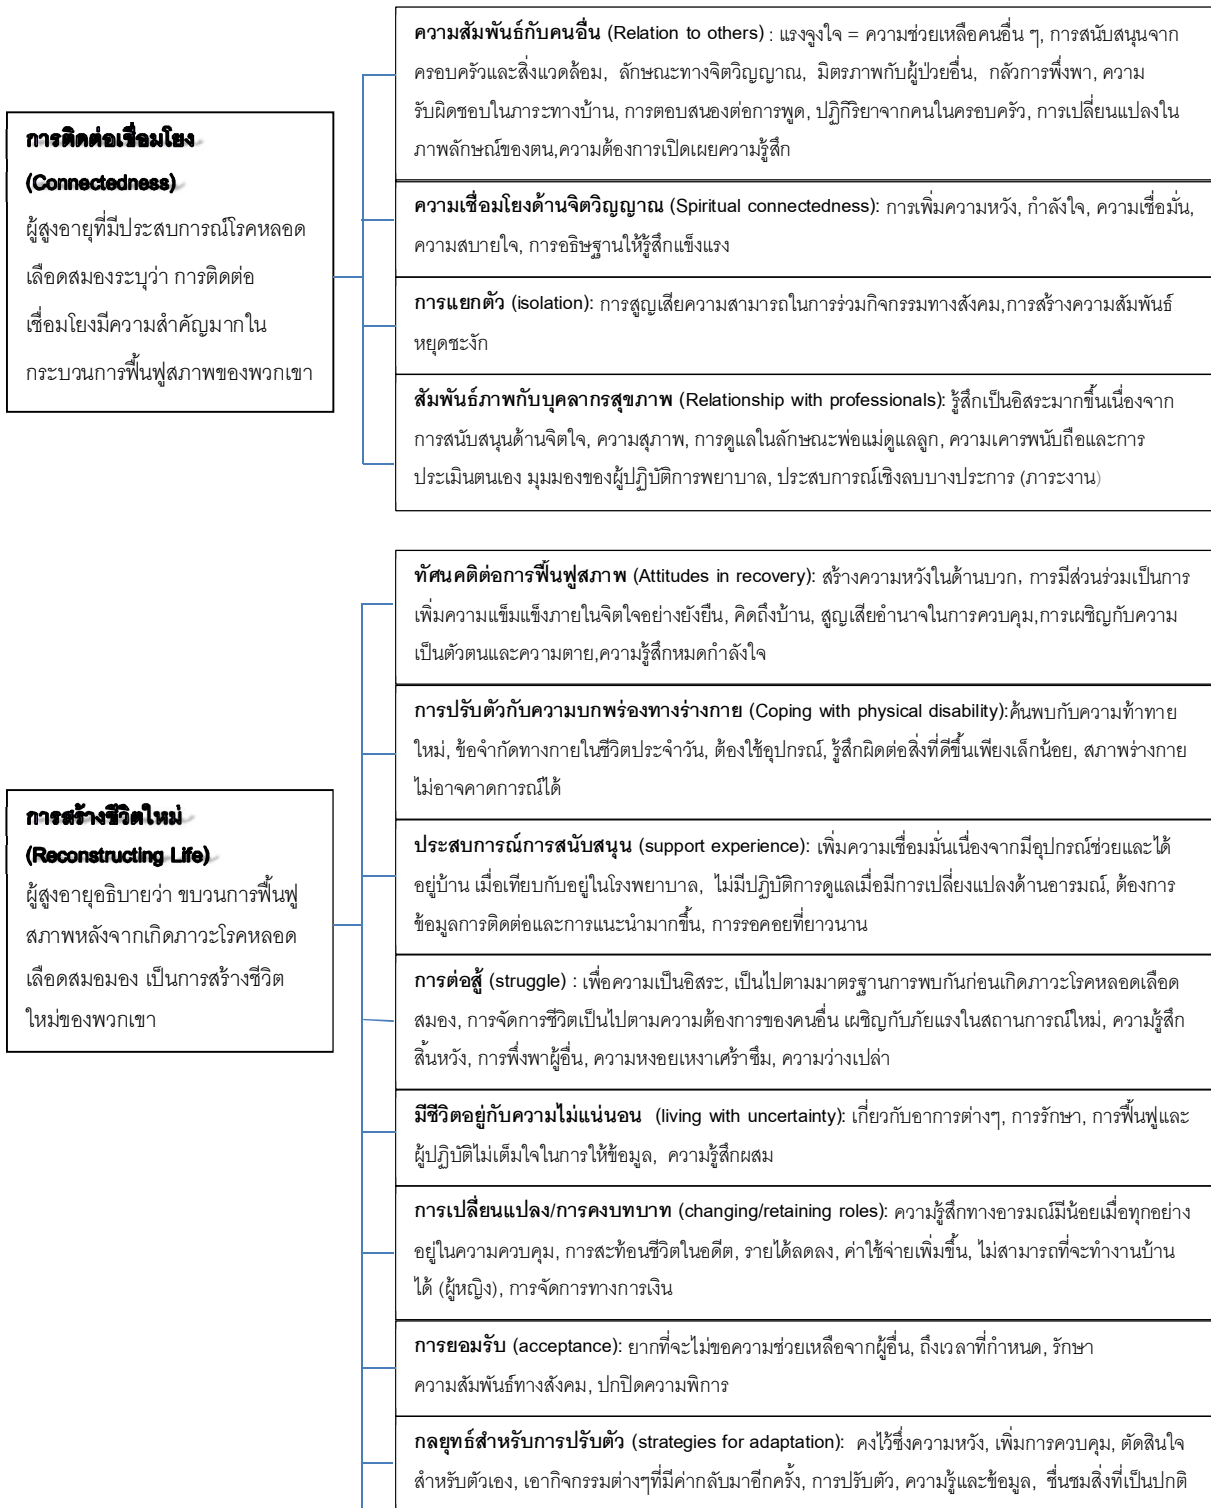 ความสัมพันธ์กับคนอื่น (Relation to others) : แรงจูงใจ = ความช่วยเหลือคนอื่น ๆ, การสนับสนุนจาก
ครอบครัวและสิ่งแวดล้อม, ลักษณะทางจิตวิญญาณ, มิตรภาพกับผู้ป่วยอื่น, กลัวการพึ่งพา, ความ
รับผิดชอบในภาระทางบ้าน, การตอบสนองต่อการพูด, ปฏิกิริยาจากคนในครอบครัว, การเปลี่ยนแปลงใน
ภาพลักษณ์ของตน,ความต้องการเปิดเผยความรู้สึก
การติดต่อเชื่อมโยง
(Connectedness)
ผู้สูงอายุที่มีประสบการณ์โรคหลอด
เลือดสมองระบุว่า การติดต่อ
เชื่อมโยงมีความสำคัญมากใน
กระบวนการฟื้นฟูสภาพของพวกเขา
ความเชื่อมโยงด้านจิตวิญญาณ (Spiritual connectedness): การเพิ่มความหวัง, กำลังใจ, ความเชื่อมั่น,
ความสบายใจ, การอธิษฐานให้รู้สึกแข็งแรง
การแยกตัว (isolation): การสูญเสียความสามารถในการร่วมกิจกรรมทางสังคม,การสร้างความสัมพันธ์
หยุดชะงัก
สัมพันธ์ภาพกับบุคลากรสุขภาพ (Relationship with professionals): รู้สึกเป็นอิสระมากขึ้นเนื่องจาก
การสนับสนุนด้านจิตใจ, ความสุภาพ, การดูแลในลักษณะพ่อแม่ดูแลลูก, ความเคารพนับถือและการ
ประเมินตนเอง มุมมองของผู้ปฏิบัติการพยาบาล, ประสบการณ์เชิงลบบางประการ (ภาระงาน)
ทัศนคติต่อการฟื้นฟูสภาพ (Attitudes in recovery): สร้างความหวังในด้านบวก, การมีส่วนร่วมเป็นการ
เพิ่มความแข็มแข็งภายในจิตใจอย่างยั่งยืน, คิดถึงบ้าน, สูญเสียอำนาจในการควบคุม,การเผชิญกับความ
เป็นตัวตนและความตาย,ความรู้สึกหมดกำลังใจ
การปรับตัวกับความบกพร่องทางร่างกาย (Coping with physical disability):ค้นพบกับความท้าทาย
ใหม่, ข้อจำกัดทางกายในชีวิตประจำวัน, ต้องใช้อุปกรณ์, รู้สึกผิดต่อสิ่งที่ดีขึ้นเพียงเล็กน้อย, สภาพร่างกาย
ไม่อาจคาดการณ์ได้
การสร้างชีวิตใหม่
(Reconstructing Life)
ผู้สูงอายุอธิบายว่า ขบวนการฟื้นฟู
สภาพหลังจากเกิดภาวะโรคหลอด
เลือดสมอมอง เป็นการสร้างชีวิต
ใหม่ของพวกเขา
ประสบการณ์การสนับสนุน (support experience): เพิ่มความเชื่อมั่นเนื่องจากมีอุปกรณ์ช่วยและได้
อยู่บ้าน เมื่อเทียบกับอยู่ในโรงพยาบาล, ไม่มีปฏิบัติการดูแลเมื่อมีการเปลี่ยงแปลงด้านอารมณ์, ต้องการ
ข้อมูลการติดต่อและการแนะนำมากขึ้น, การรอคอยที่ยาวนาน
การต่อสู้ (struggle) : เพื่อความเป็นอิสระ, เป็นไปตามมาตรฐานการพบกันก่อนเกิดภาวะโรคหลอดเลือด
สมอง, การจัดการชีวิตเป็นไปตามความต้องการของคนอื่น เผชิญกับภัยแรงในสถานการณ์ใหม่, ความรู้สึก
สิ้นหวัง, การพึ่งพาผู้อื่น, ความหงอยเหงาเศร้าซึม, ความว่างเปล่า
มีชีวิตอยู่กับความไม่แน่นอน (living with uncertainty): เกี่ยวกับอาการต่างๆ, การรักษา, การฟื้นฟูและ
ผู้ปฏิบัติไม่เต็มใจในการให้ข้อมูล, ความรู้สึกผสม
การเปลี่ยนแปลง/การคงบทบาท (changing/retaining roles): ความรู้สึกทางอารมณ์มีน้อยเมื่อทุกอย่าง
อยู่ในความควบคุม, การสะท้อนชีวิตในอดีต, รายได้ลดลง, ค่าใช้จ่ายเพิ่มขึ้น, ไม่สามารถที่จะทำงานบ้าน
ได้ (ผู้หญิง), การจัดการทางการเงิน
การยอมรับ (acceptance): ยากที่จะไม่ขอความช่วยเหลือจากผู้อื่น, ถึงเวลาที่กำหนด, รักษา
ความสัมพันธ์ทางสังคม, ปกปิดความพิการ
กลยุทธ์สำหรับการปรับตัว (strategies for adaptation): คงไว้ซึ่งความหวัง, เพิ่มการควบคุม, ตัดสินใจ
สำหรับตัวเอง, เอากิจกรรมต่างๆที่มีค่ากลับมาอีกครั้ง, การปรับตัว, ความรู้และข้อมูล, ชื่นชมสิ่งที่เป็นปกติ